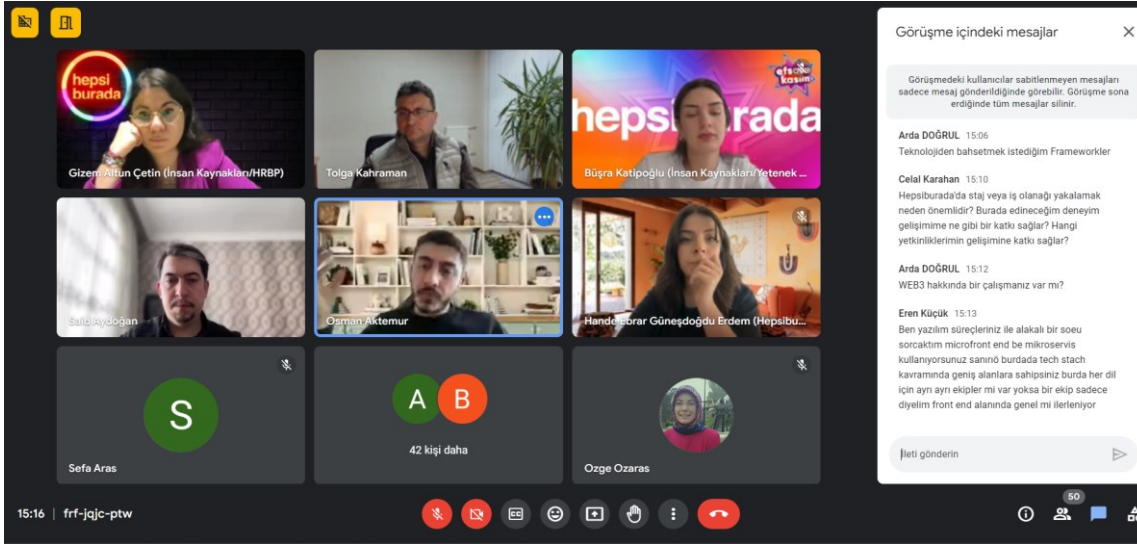 hepsi
burada
Gizem Altun Çetin (İnsan Kaynakları/HRBP)
Tolga Kahraman
efsane
kasım
hepsi rada
Büşra Katipoğlu (İnsan Kaynakları/Yetenek ...
Salib Aydoğan
Osman Aktemur
Hande Ebrar Güneşdoğdu Erdem (Hepsibu...
S
Sefa Aras
A B
42 kişi daha
Ozge Ozaras
15:16 | frf-jqjc-ptw
50
Görüşme içindeki mesajlar
Görüşmedeki kullanıcılar sabitlenmeyen mesajları
sadece mesaj gönderildiğinde görebilir. Görüşme sona
erdiğinde tüm mesajlar silinir.
Arda DOĞRUL 15:06
Teknolojiden bahsetmek istediğim Frameworkler
Celal Karahan 15:10
Hepsiburada'da staj veya iş olanağı yakalamak
neden önemlidir? Burada edineceğim deneyim
gelişimime ne gibi bir katkı sağlar? Hangi
yetkinliklerimin gelişimine katkı sağlar?
Arda DOĞRUL 15:12
WEB3 hakkında bir çalışmanız var mı?
Eren Küçük 15:13
Ben yazılım süreçleriniz ile alakalı bir soeu
sorcaktım microfront end be mikroservis
kullanıyorsunuz sanırıö burdada tech stach
kavramında geniş alanlara sahipsiniz burda her dil
için ayrı ayrı ekipler mi var yoksa bir ekip sadece
diyelim front end alanında genel mi ilerleniyor
İleti gönderin